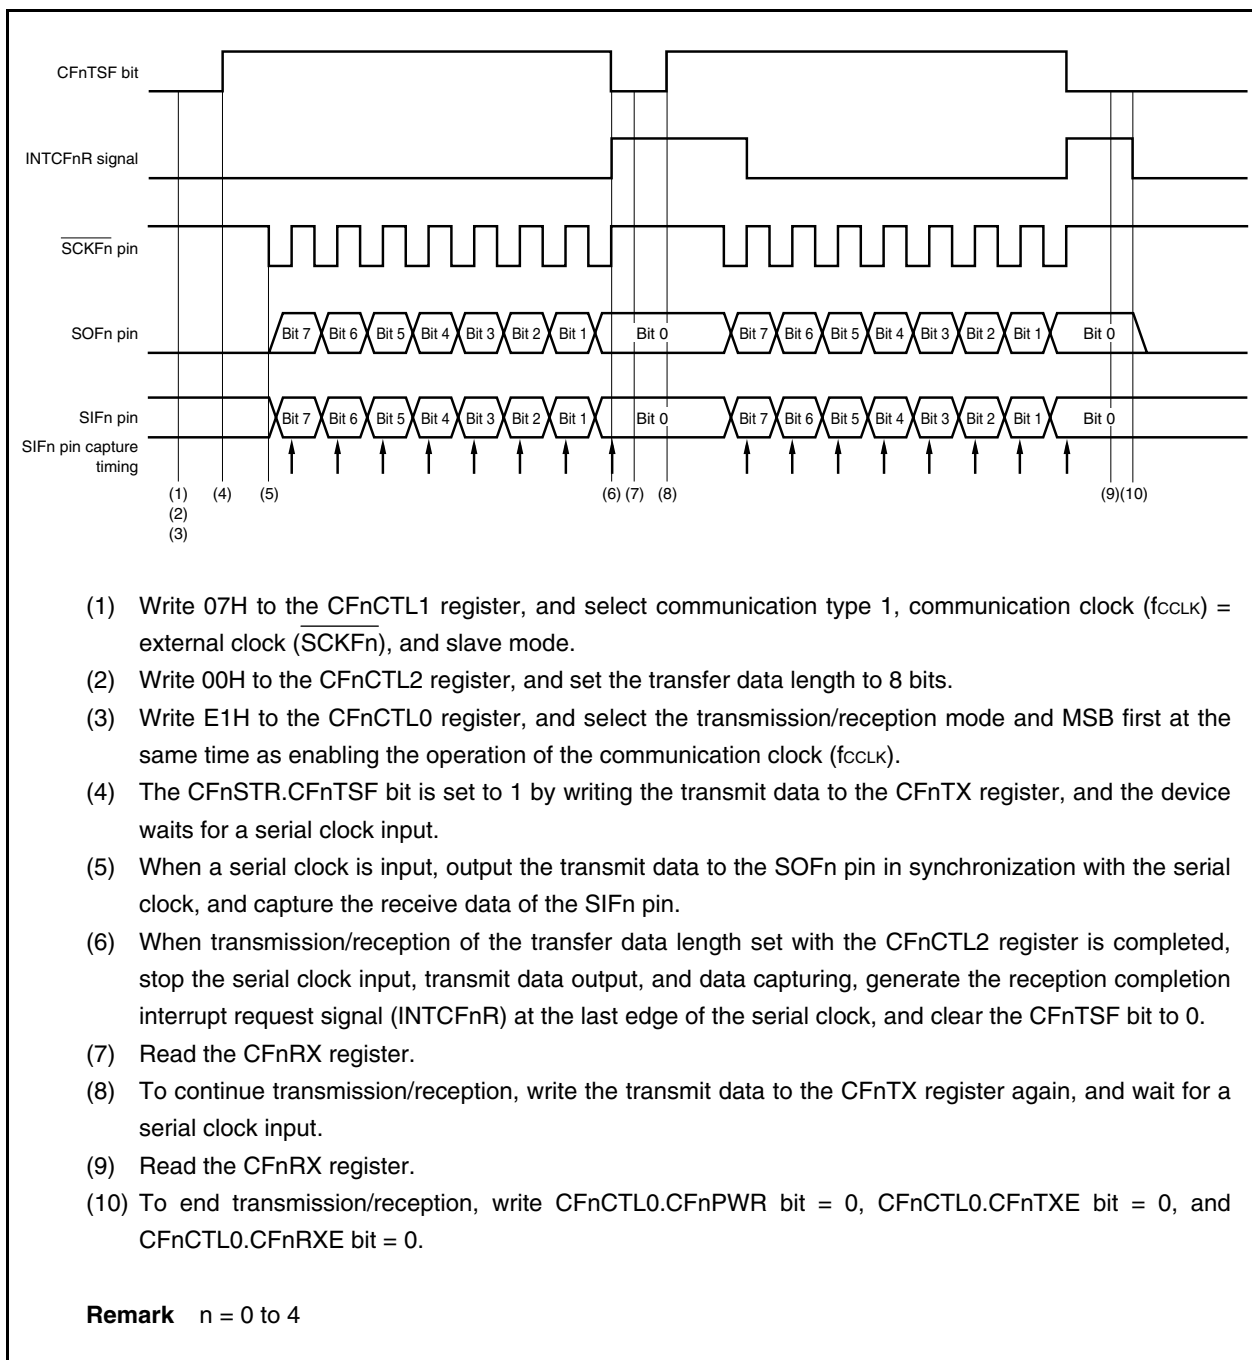 CFnTSF bit
INTCFnR signal
SCKFn pin
SOFn pin
Bit 7 Bit 6 Bit 5 Bit 4 Bit 3 Bit 2 Bit 1 Bit 0 Bit 7 Bit 6 Bit 5 Bit 4 Bit 3 Bit 2 Bit 1 Bit 0
SIFn pin
Bit 7 Bit 6 Bit 5 Bit 4 Bit 3 Bit 2 Bit 1 Bit 0 Bit 7 Bit 6 Bit 5 Bit 4 Bit 3 Bit 2 Bit 1 Bit 0
SIFn pin capture
timing
(1) (4) (5) (6) (7) (8) (9) (10)
(2)
(3)
(1) Write 07H to the CFnCTL1 register, and select communication type 1, communication clock (fCCLK) =
external clock (SCKFn), and slave mode.
(2) Write 00H to the CFnCTL2 register, and set the transfer data length to 8 bits.
(3) Write E1H to the CFnCTL0 register, and select the transmission/reception mode and MSB first at the
same time as enabling the operation of the communication clock (fCCLK).
(4) The CFnSTR.CFnTSF bit is set to 1 by writing the transmit data to the CFnTX register, and the device
waits for a serial clock input.
(5) When a serial clock is input, output the transmit data to the SOFn pin in synchronization with the serial
clock, and capture the receive data of the SIFn pin.
(6) When transmission/reception of the transfer data length set with the CFnCTL2 register is completed,
stop the serial clock input, transmit data output, and data capturing, generate the reception completion
interrupt request signal (INTCFnR) at the last edge of the serial clock, and clear the CFnTSF bit to 0.
(7) Read the CFnRX register.
(8) To continue transmission/reception, write the transmit data to the CFnTX register again, and wait for a
serial clock input.
(9) Read the CFnRX register.
(10) To end transmission/reception, write CFnCTL0.CFnPWR bit = 0, CFnCTL0.CFnTXE bit = 0, and
CFnCTL0.CFnRXE bit = 0.
Remark n = 0 to 4